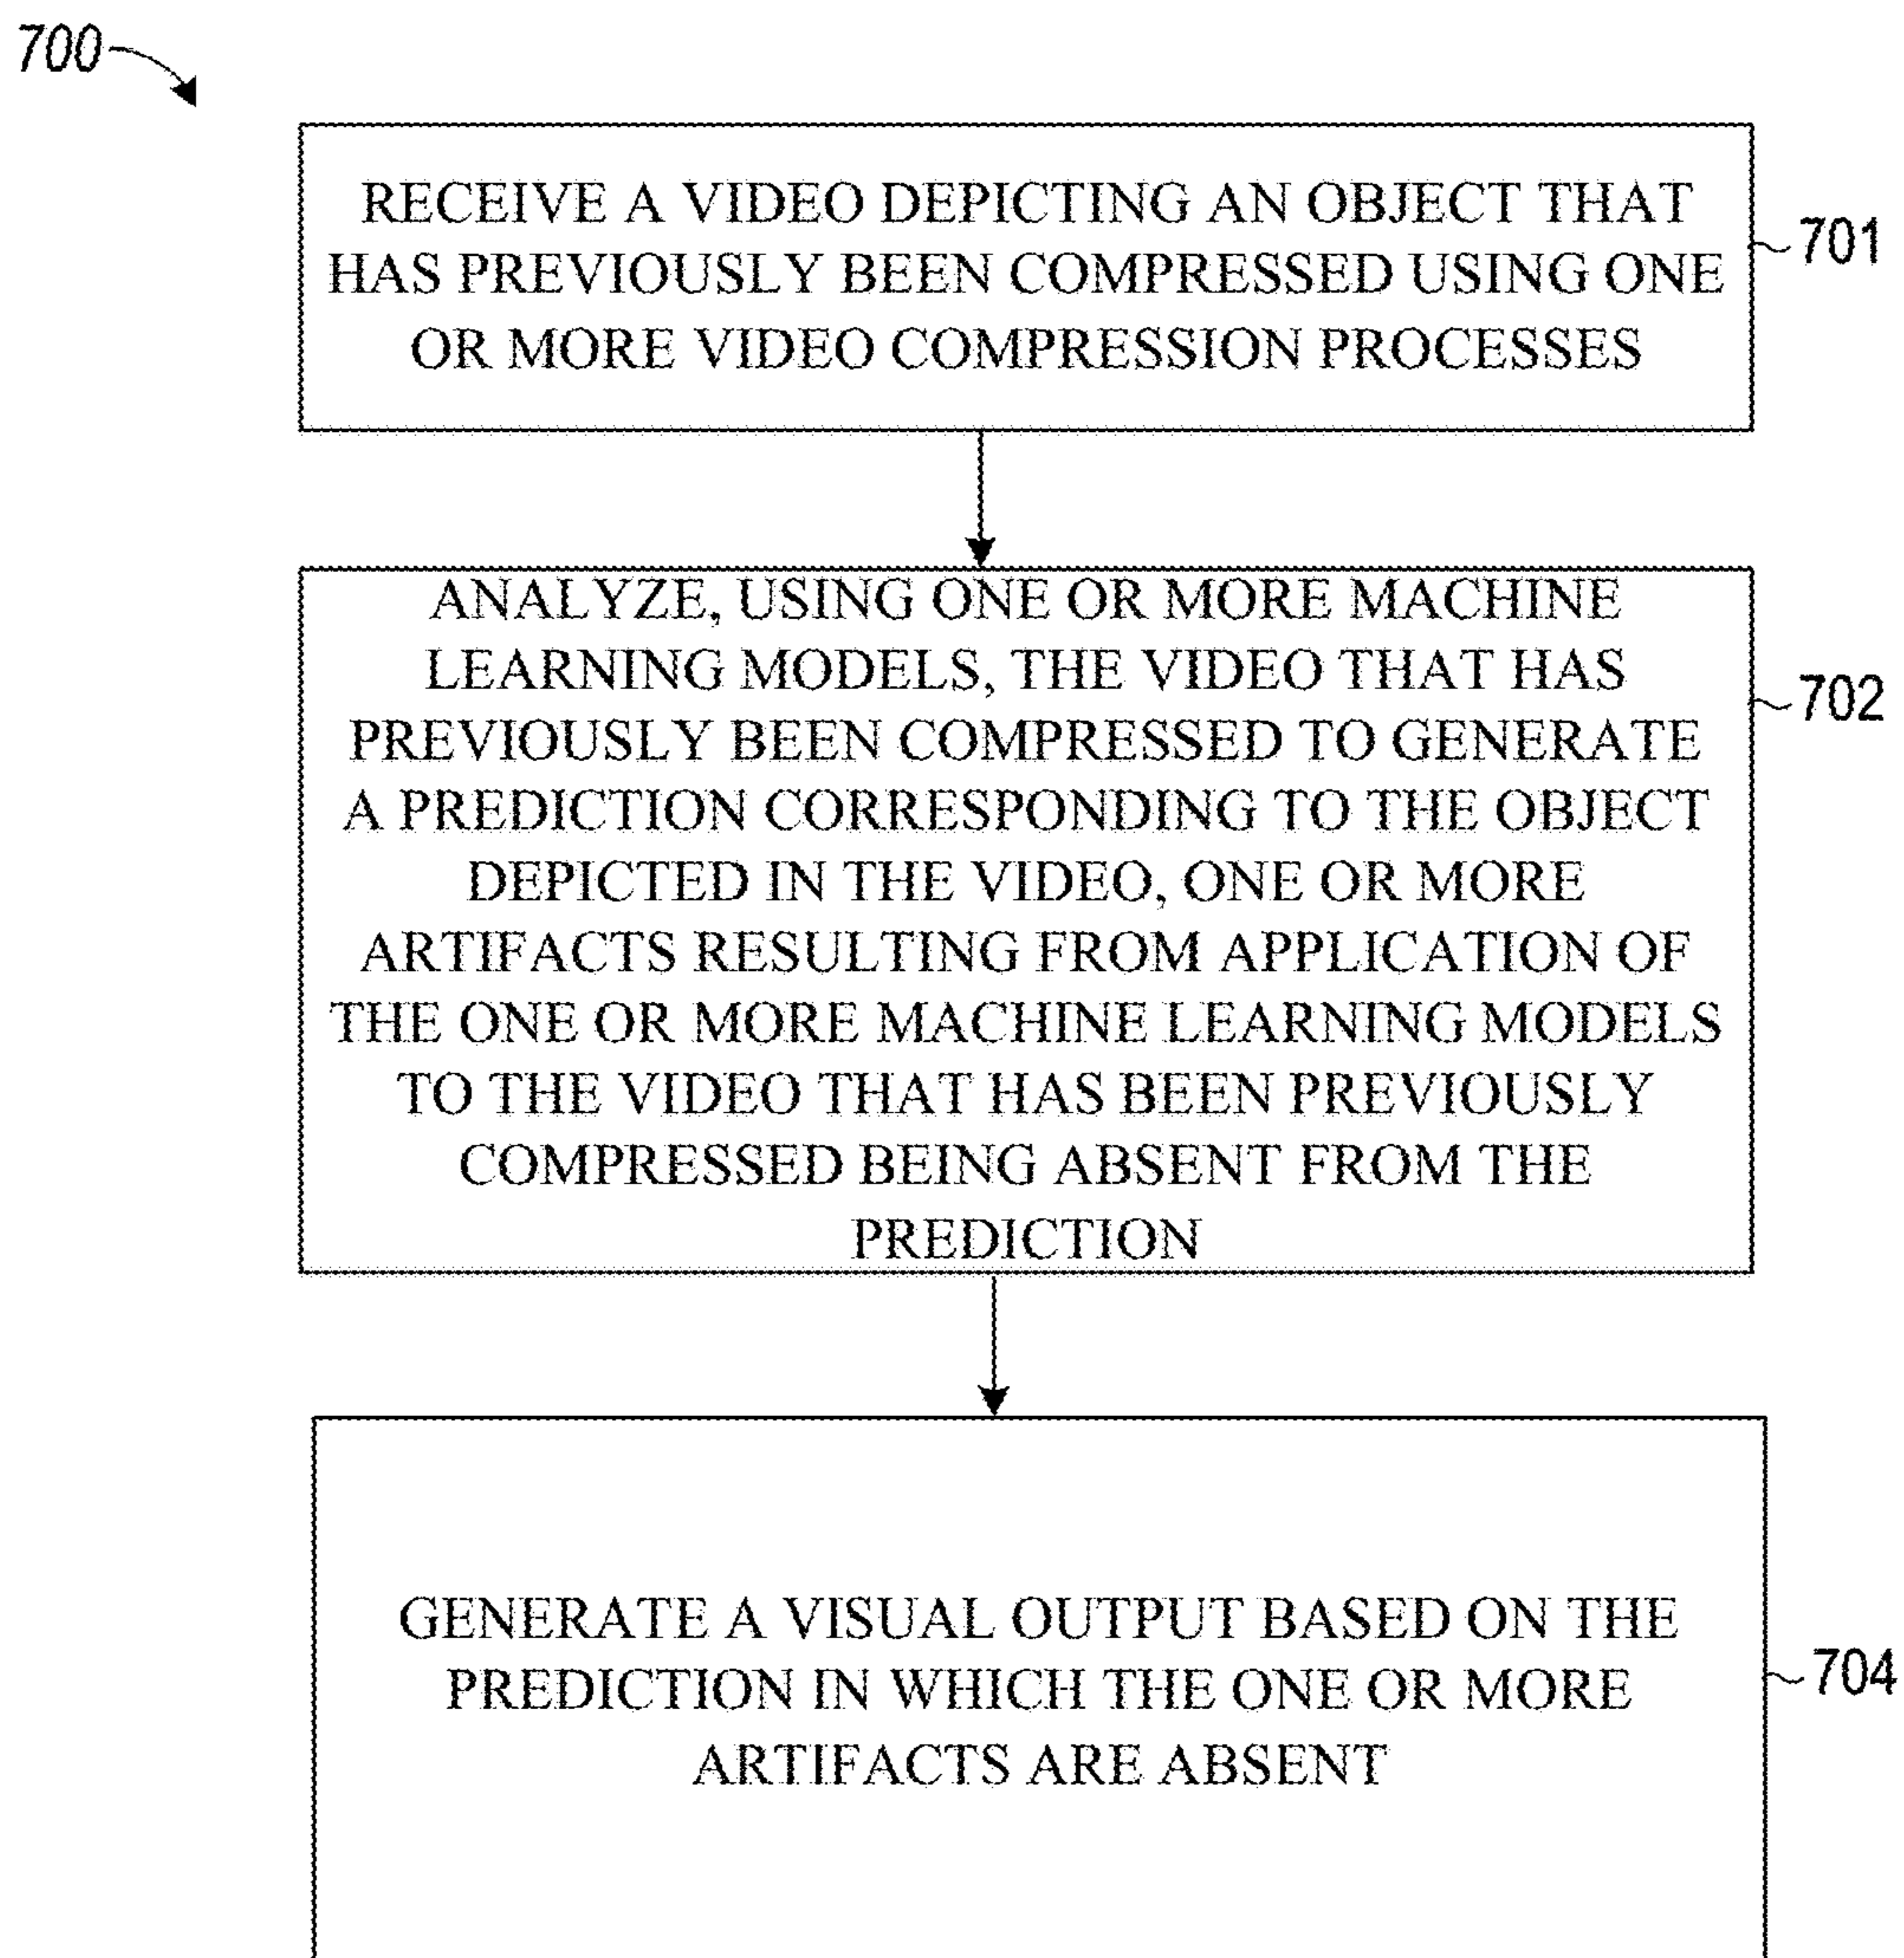 700
RECEIVE A VIDEO DEPICTING AN OBJECT THAT
HAS PREVIOUSLY BEEN COMPRESSED USING ONE
OR MORE VIDEO COMPRESSION PROCESSES
701
ANALYZE, USING ONE OR MORE MACHINE
LEARNING MODELS, THE VIDEO THAT HAS
PREVIOUSLY BEEN COMPRESSED TO GENERATE
A PREDICTION CORRESPONDING TO THE OBJECT
DEPICTED IN THE VIDEO, ONE OR MORE
ARTIFACTS RESULTING FROM APPLICATION OF
THE ONE OR MORE MACHINE LEARNING MODELS
TO THE VIDEO THAT HAS BEEN PREVIOUSLY
COMPRESSED BEING ABSENT FROM THE
PREDICTION
702
GENERATE A VISUAL OUTPUT BASED ON THE
PREDICTION IN WHICH THE ONE OR MORE
ARTIFACTS ARE ABSENT
704